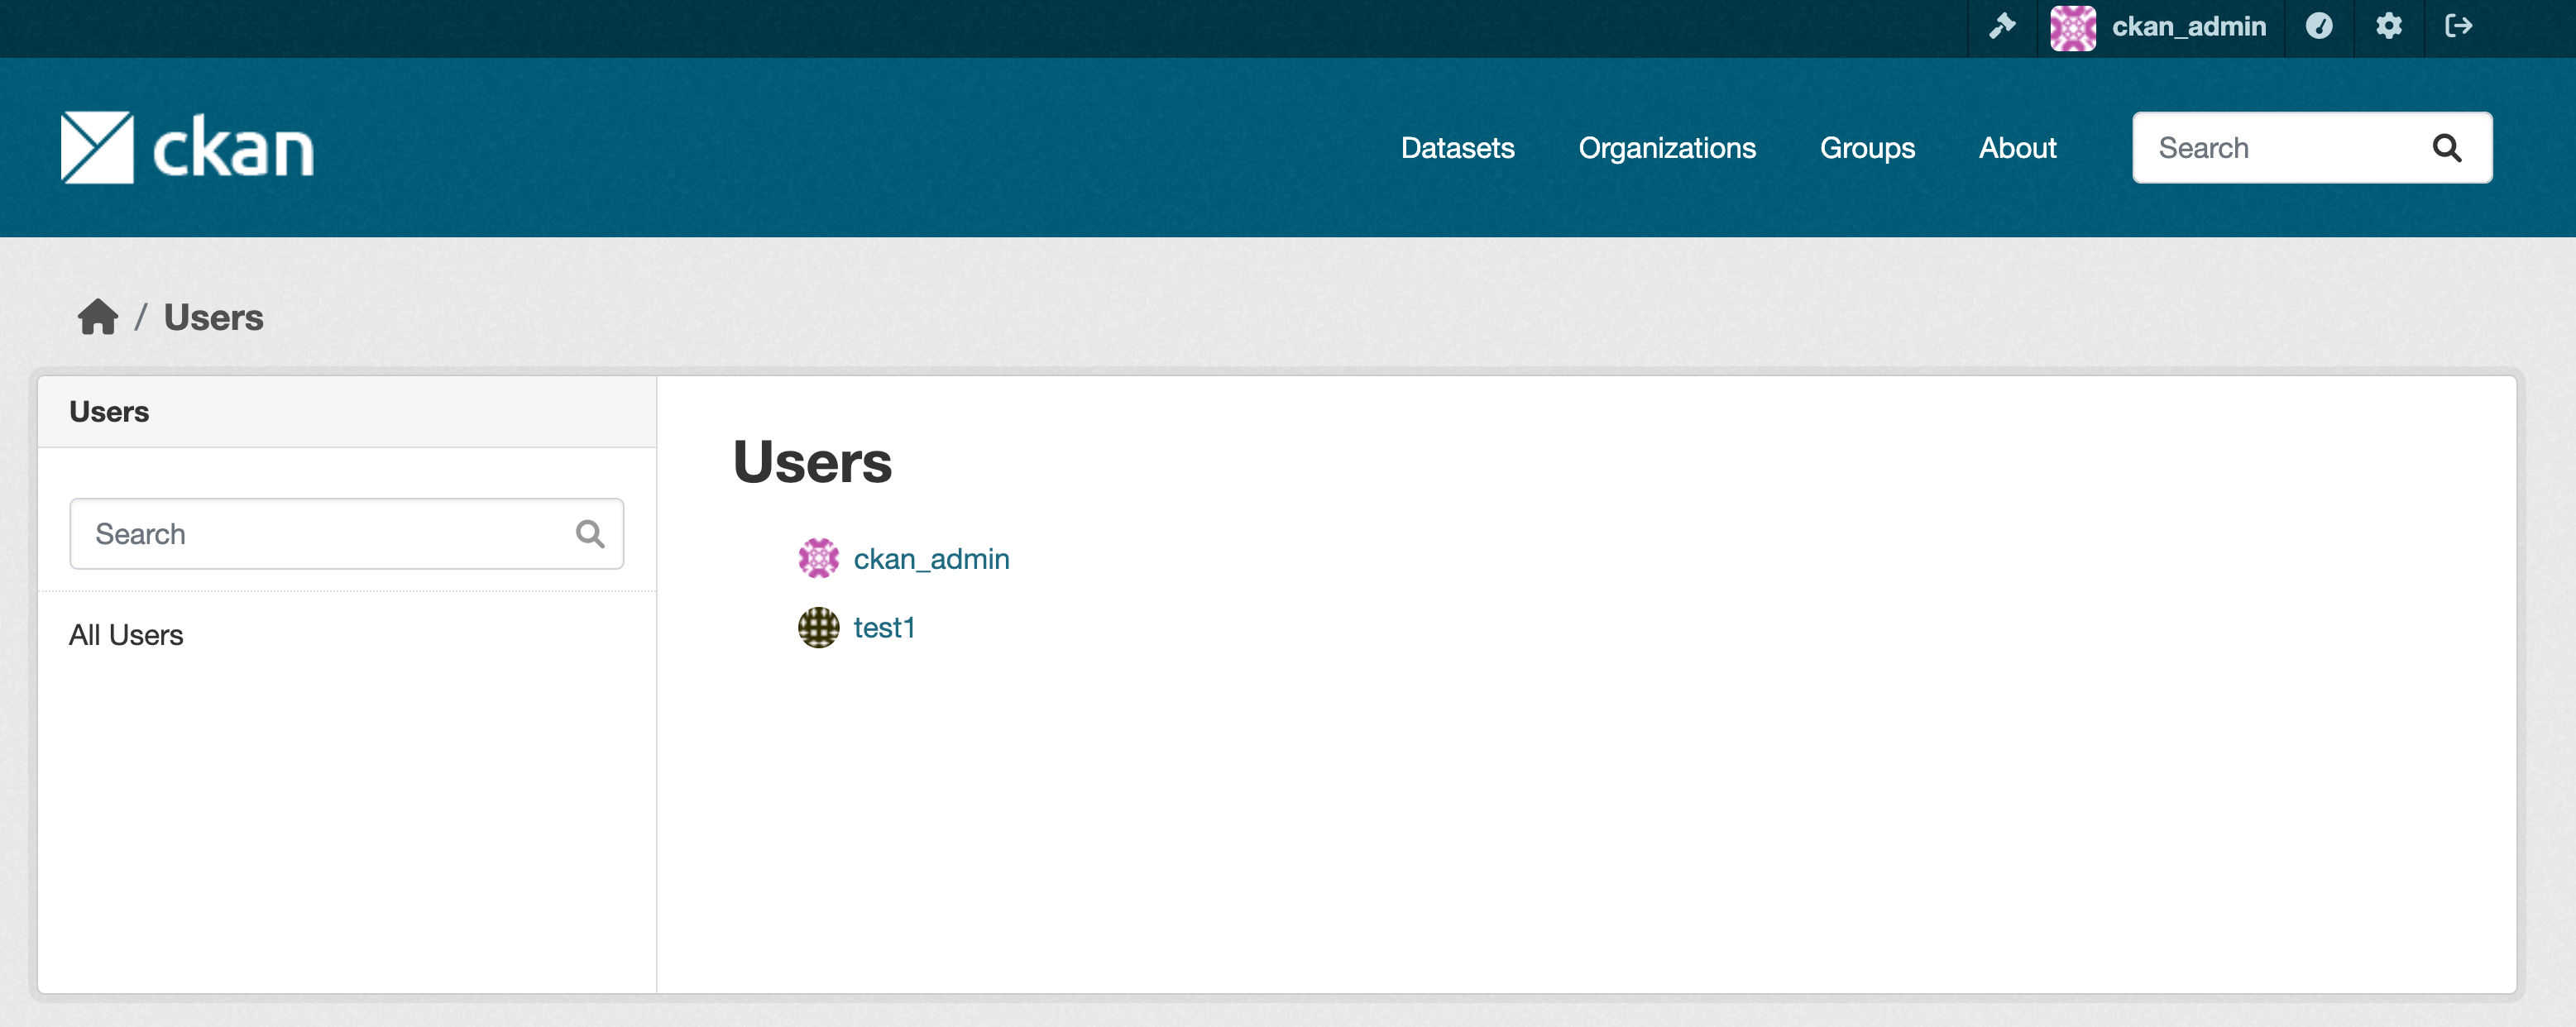 ckan_admin
ckan
Datasets Organizations Groups About Search
/ Users
Users
Search
All Users
Users
ckan_admin
test1